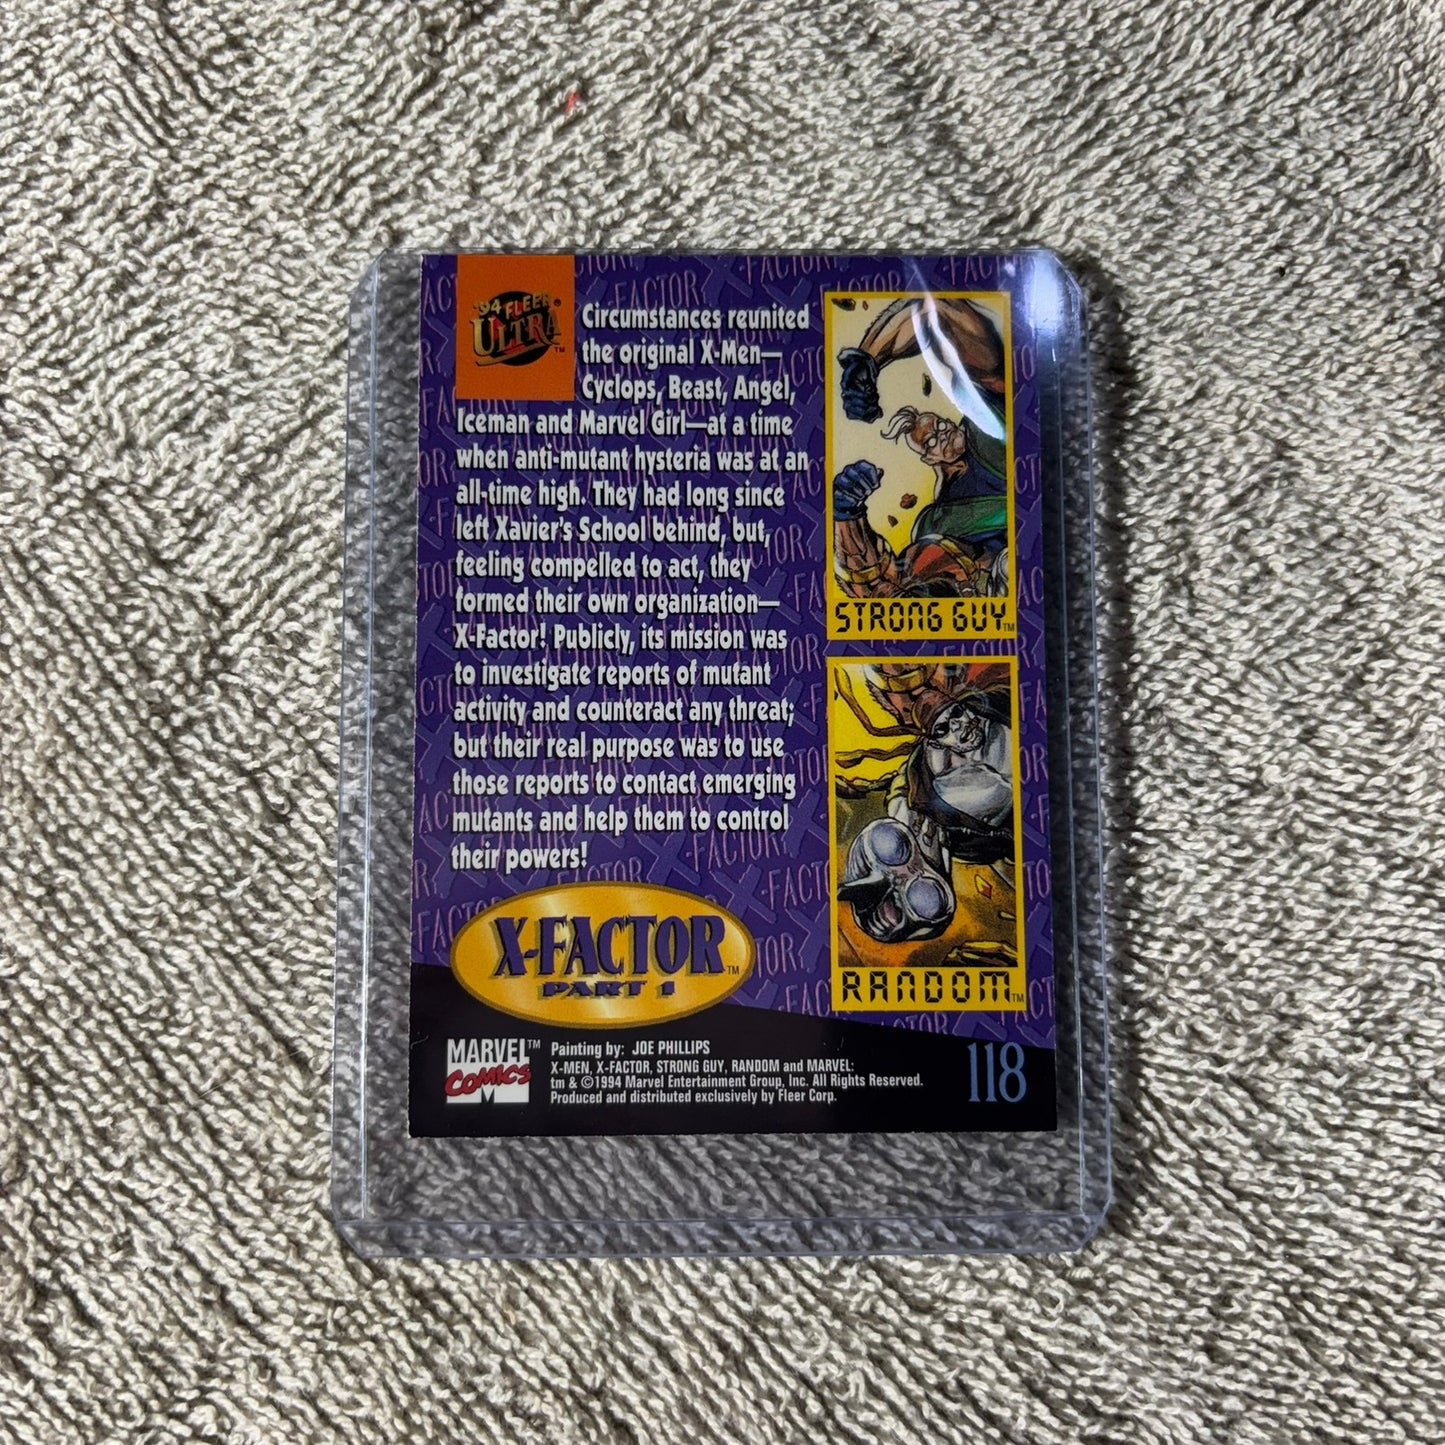 '94 FLEER
ULTRA®
TM
Circumstances reunited
the original X-Men—
Cyclops, Beast, Angel,
Iceman and Marvel Girl—at a time
when anti-mutant hysteria was at an
all-time high. They had long since
left Xavier's School behind, but,
feeling compelled to act, they
formed their own organization—
X-Factor! Publicly, its mission was
to investigate reports of mutant
activity and counteract any threat;
but their real purpose was to use
those reports to contact emerging
mutants and help them to control
their powers!
STRONG GUY TM
RANDOM TM
X-FACTOR TM
PART 1
MARVEL TM
COMICS
Painting by: JOE PHILLIPS
X-MEN, X-FACTOR, STRONG GUY, RANDOM and MARVEL:
tm & ©1994 Marvel Entertainment Group, Inc. All Rights Reserved.
Produced and distributed exclusively by Fleer Corp.
118